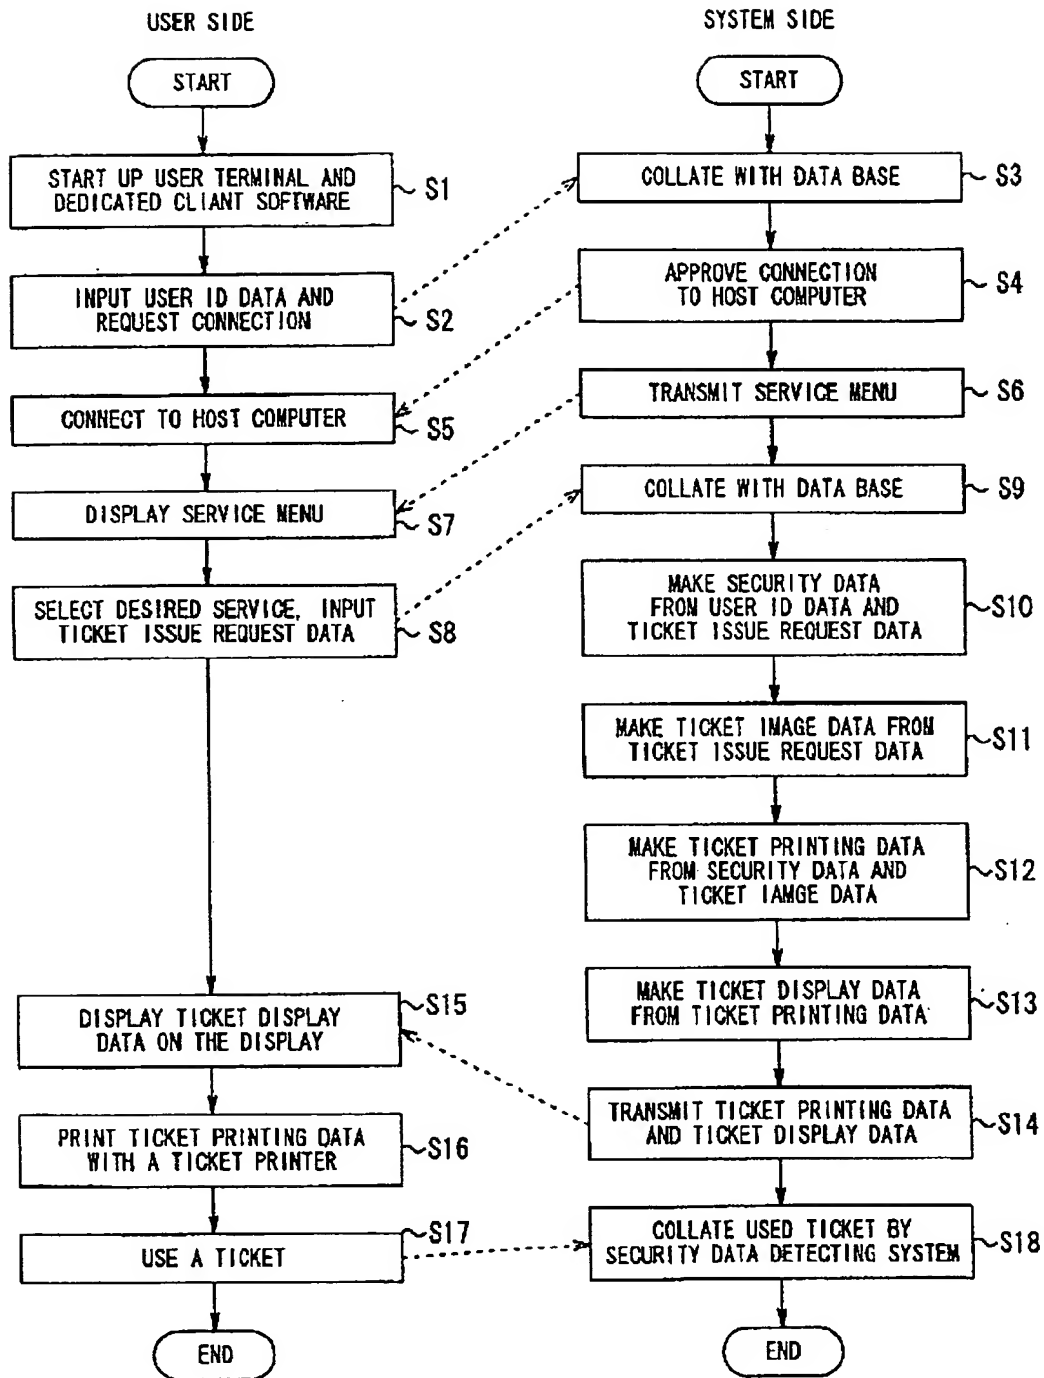 USER SIDE
START
START UP USER TERMINAL AND
DEDICATED CLIANT SOFTWARE
S1
INPUT USER ID DATA AND
REQUEST CONNECTION
S2
CONNECT TO HOST COMPUTER
S5
DISPLAY SERVICE MENU
S7
SELECT DESIRED SERVICE, INPUT
TICKET ISSUE REQUEST DATA
S8
DISPLAY TICKET DISPLAY
DATA ON THE DISPLAY
S15
PRINT TICKET PRINTING DATA
WITH A TICKET PRINTER
S16
USE A TICKET
S17
END
SYSTEM SIDE
START
COLLATE WITH DATA BASE
S3
APPROVE CONNECTION
TO HOST COMPUTER
S4
TRANSMIT SERVICE MENU
S6
COLLATE WITH DATA BASE
S9
MAKE SECURITY DATA
FROM USER ID DATA AND
TICKET ISSUE REQUEST DATA
S10
MAKE TICKET IMAGE DATA FROM
TICKET ISSUE REQUEST DATA
S11
MAKE TICKET PRINTING DATA
FROM SECURITY DATA AND
TICKET IAMGE DATA
S12
MAKE TICKET DISPLAY DATA
FROM TICKET PRINTING DATA
S13
TRANSMIT TICKET PRINTING DATA
AND TICKET DISPLAY DATA
S14
COLLATE USED TICKET BY
SECURITY DATA DETECTING SYSTEM
S18
END